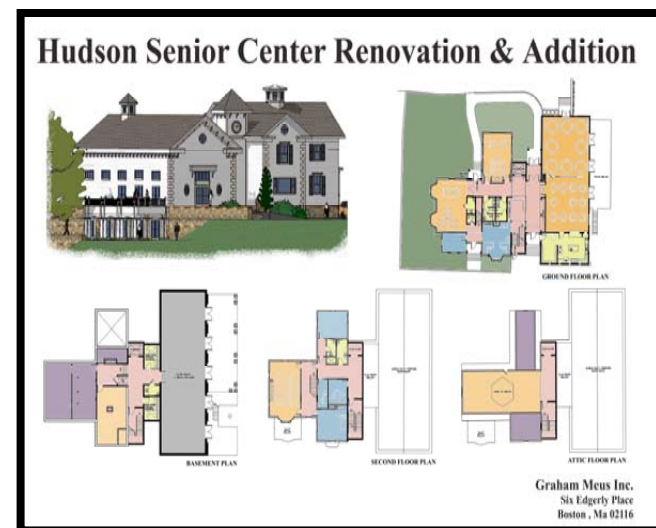 Hudson Senior Center Renovation & Addition
GROUND FLOOR PLAN
BASEMENT PLAN
SECOND FLOOR PLAN
ATTIC FLOOR PLAN
Graham Meus Inc.
Six Edgerly Place
Boston , Ma 02116